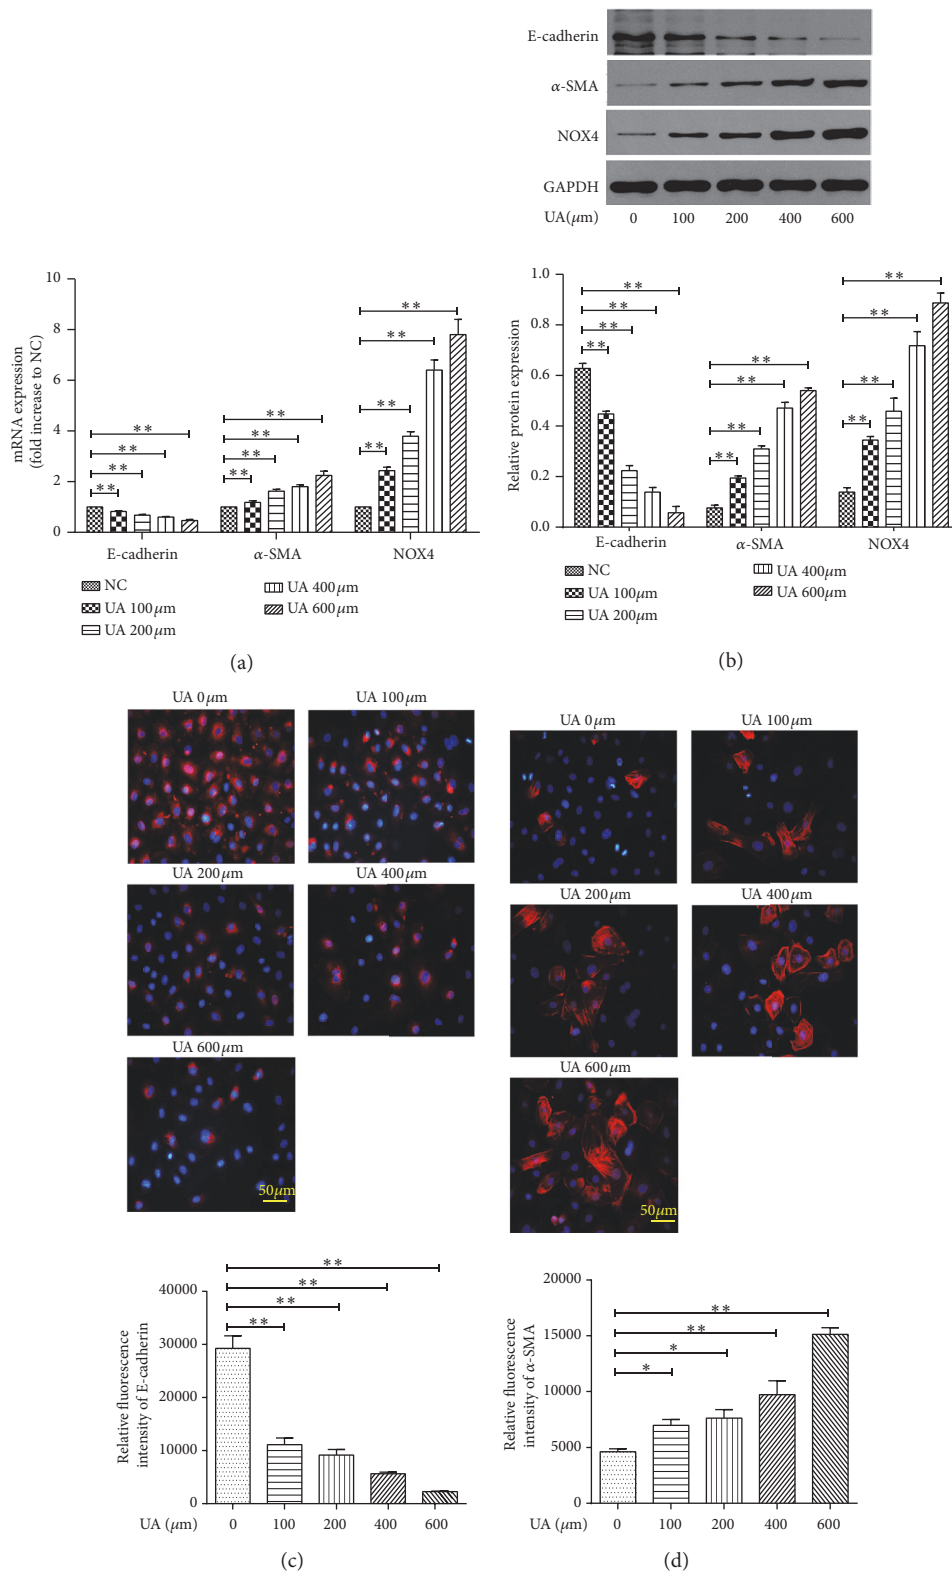 E-cadherin
α-SMA
NOX4
GAPDH
UA(μm) 0 100 200 400 600
10
8
6
4
2
0
mRNA expression
(fold increase to NC)
** ** ** **
** ** ** **
** ** ** **
E-cadherin α-SMA NOX4
NC
UA 100μm
UA 200μm
UA 400μm
UA 600μm
(a)
1.0
0.8
0.6
0.4
0.2
0.0
Relative protein expression
** ** ** **
** ** ** **
** ** ** **
E-cadherin α-SMA NOX4
NC
UA 100μm
UA 200μm
UA 400μm
UA 600μm
(b)
UA 0μm UA 100μm
UA 200μm UA 400μm
UA 600μm
50μm
UA 0μm UA 100μm
UA 200μm UA 400μm
UA 600μm
50μm
40000
30000
20000
10000
0
Relative fluorescence
intensity of E-cadherin
**
**
**
**
UA (μm) 0 100 200 400 600
(c)
15000
10000
5000
0
20000
Relative fluorescence
intensity of α-SMA
**
**
*
*
UA (μm) 0 100 200 400 600
(d)